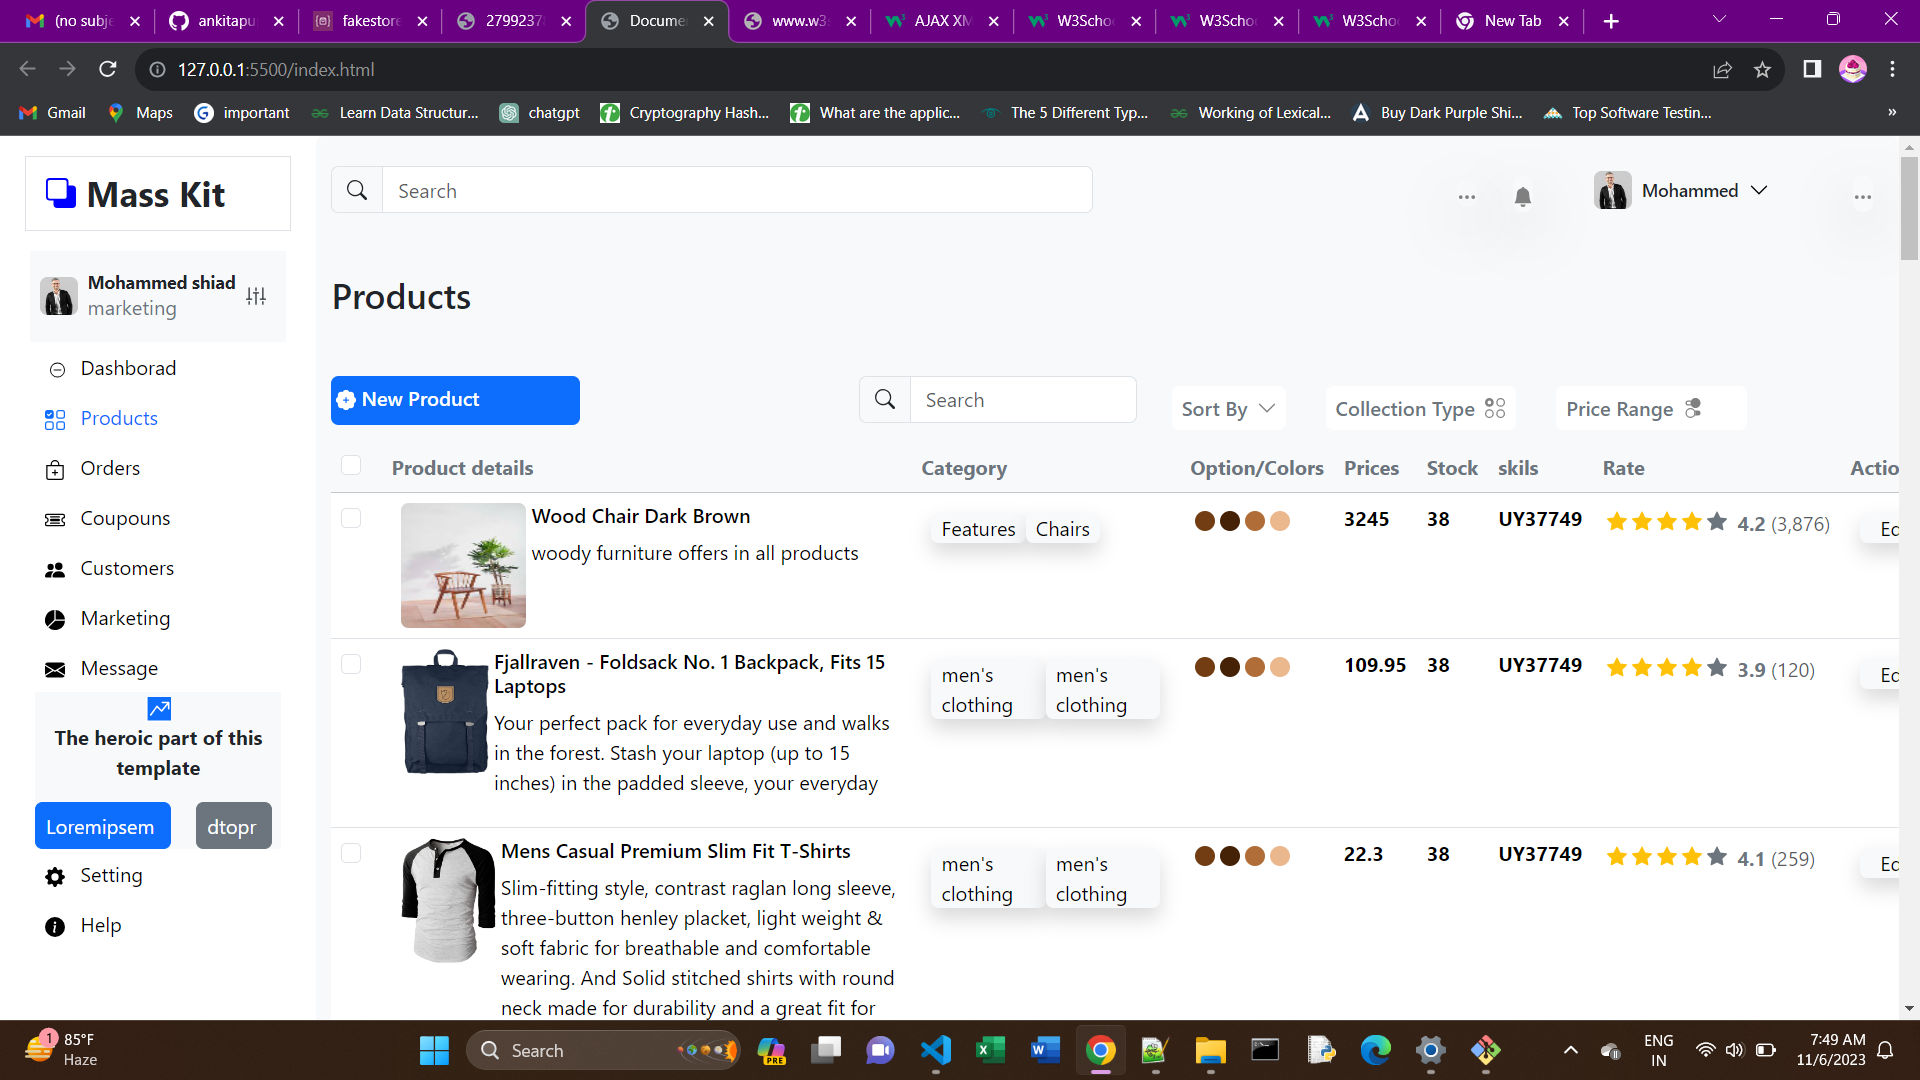 (no subje
ankitapu
fakestore
2799237
Docume
www.w3
AJAX XM
W3Scho
W3Scho
W3Scho
New Tab
127.0.0.1:5500/index.html
Gmail
Maps
important
Learn Data Structur...
chatgpt
Cryptography Hash...
What are the applic...
The 5 Different Typ...
Working of Lexical...
Buy Dark Purple Shi...
Top Software Testin...
»
Mass Kit
Search
Mohammed
Mohammed shiad
marketing
Dashborad
Products
Orders
Coupouns
Customers
Marketing
Message
The heroic part of this
template
Loremipsem
dtopr
Setting
Help
Products
New Product
Search
Sort By
Collection Type
Price Range
Product details Category Option/Colors Prices Stock skils Rate Actio
Wood Chair Dark Brown
woody furniture offers in all products
Features Chairs
3245 38 UY37749 4.2 (3,876) Ed
Fjallraven - Foldsack No. 1 Backpack, Fits 15
Laptops
Your perfect pack for everyday use and walks
in the forest. Stash your laptop (up to 15
inches) in the padded sleeve, your everyday
men's
clothing
men's
clothing
109.95 38 UY37749 3.9 (120) Ed
Mens Casual Premium Slim Fit T-Shirts
Slim-fitting style, contrast raglan long sleeve,
three-button henley placket, light weight &
soft fabric for breathable and comfortable
wearing. And Solid stitched shirts with round
neck made for durability and a great fit for
men's
clothing
men's
clothing
22.3 38 UY37749 4.1 (259) Ed
1
85°F
Haze
Search
PRE
ENG
IN
7:49 AM
11/6/2023